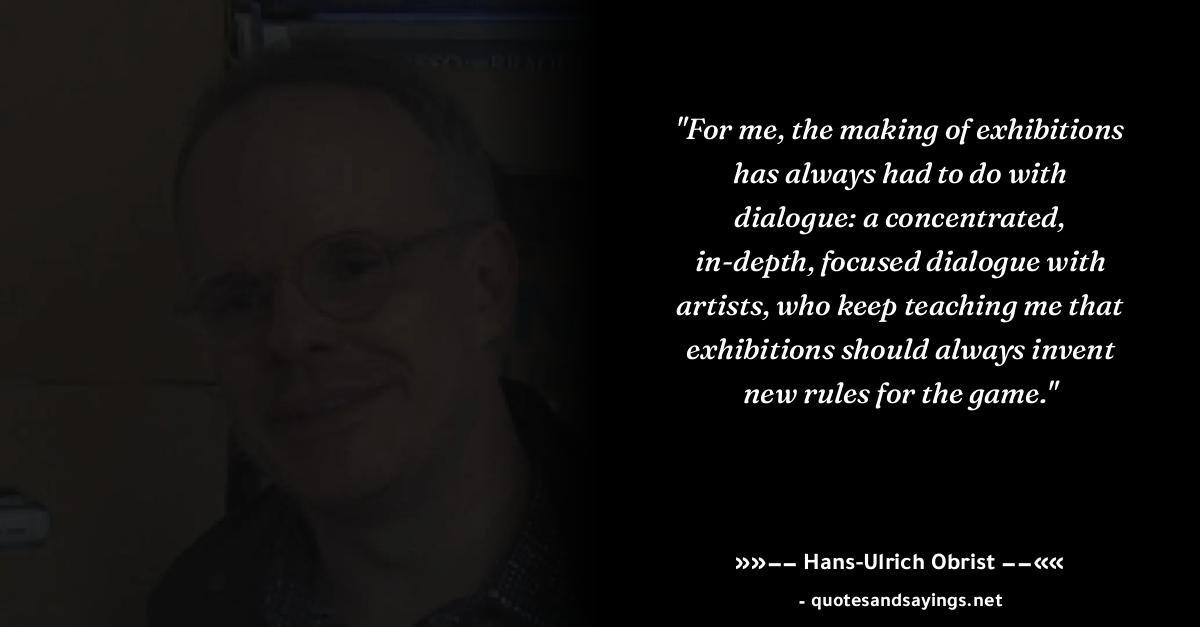 "For me, the making of exhibitions
has always had to do with
dialogue: a concentrated,
in-depth, focused dialogue with
artists, who keep teaching me that
exhibitions should always invent
new rules for the game."
»»−− Hans-Ulrich Obrist −−««
- quotesandsayings.net